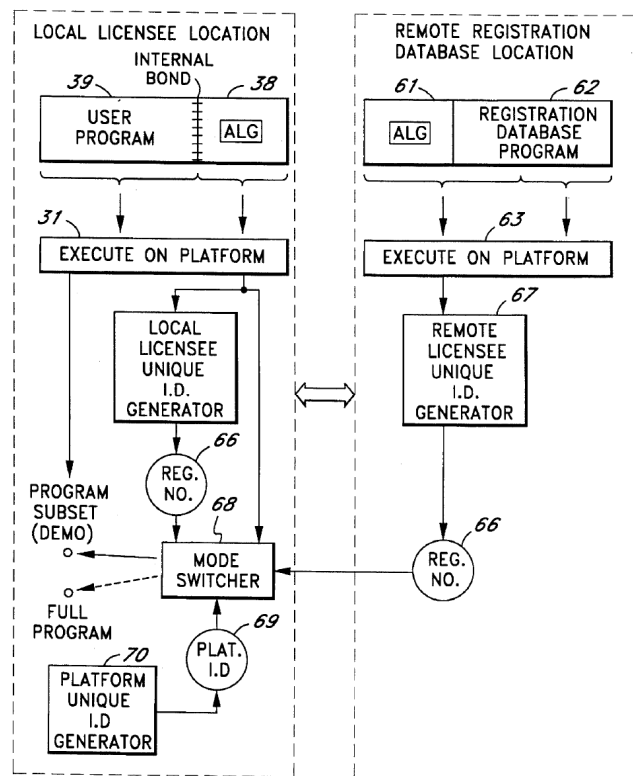 LOCAL LICENSEE LOCATION
INTERNAL
BOND
39
38
USER
PROGRAM
ALG
31
EXECUTE ON PLATFORM
LOCAL
LICENSEE
UNIQUE
I.D.
GENERATOR
66
REG.
NO.
PROGRAM
SUBSET
(DEMO)
68
MODE
SWITCHER
FULL
PROGRAM
69
PLAT.
I.D
70
PLATFORM
UNIQUE
I.D
GENERATOR
REMOTE REGISTRATION
DATABASE LOCATION
61
62
ALG
REGISTRATION
DATABASE
PROGRAM
63
EXECUTE ON PLATFORM
67
REMOTE
LICENSEE
UNIQUE
I.D.
GENERATOR
66
REG.
NO.